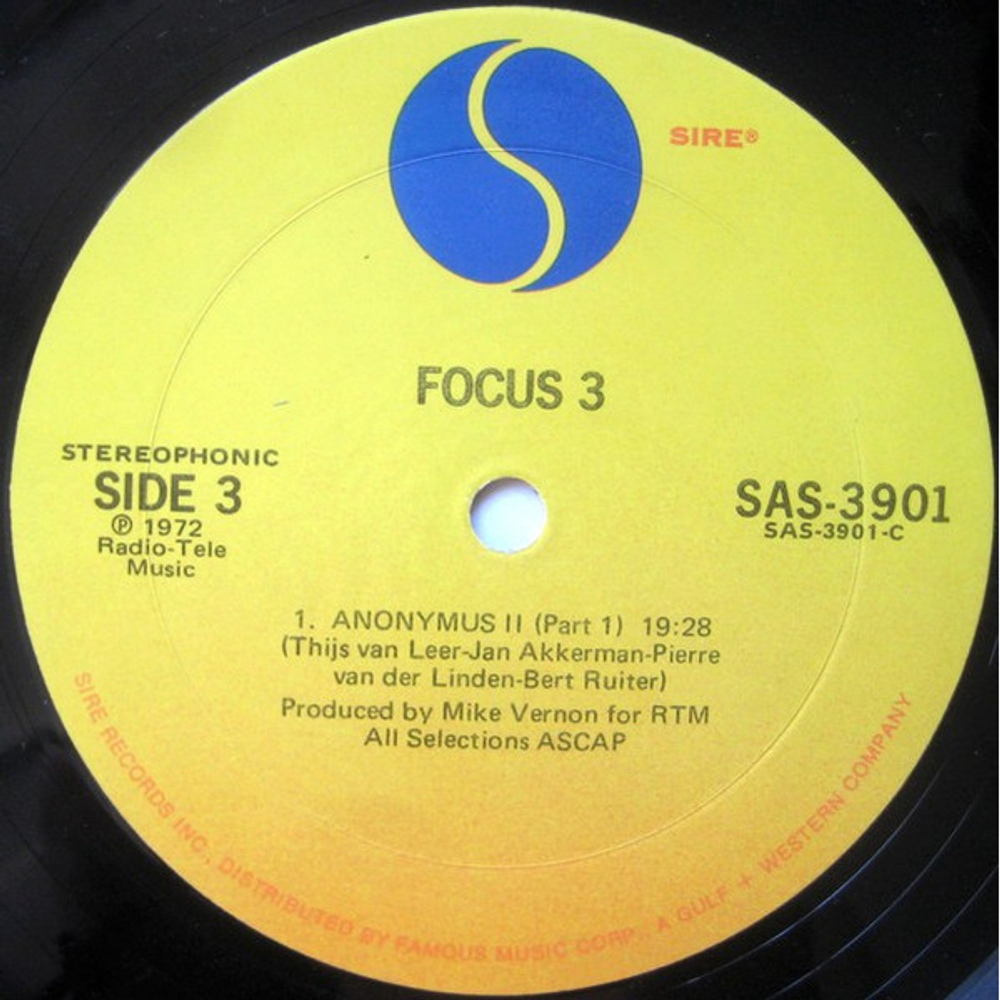 SIRE®
FOCUS 3
STEREOPHONIC
SIDE 3
℗ 1972
Radio-Tele
Music
SAS-3901
SAS-3901-C
1. ANONYMUS II (Part 1) 19:28
(Thijs van Leer-Jan Akkerman-Pierre
van der Linden-Bert Ruiter)
Produced by Mike Vernon for RTM
All Selections ASCAP
SIRE RECORDS INC., DISTRIBUTED BY FAMOUS MUSIC CORP., A GULF + WESTERN COMPANY